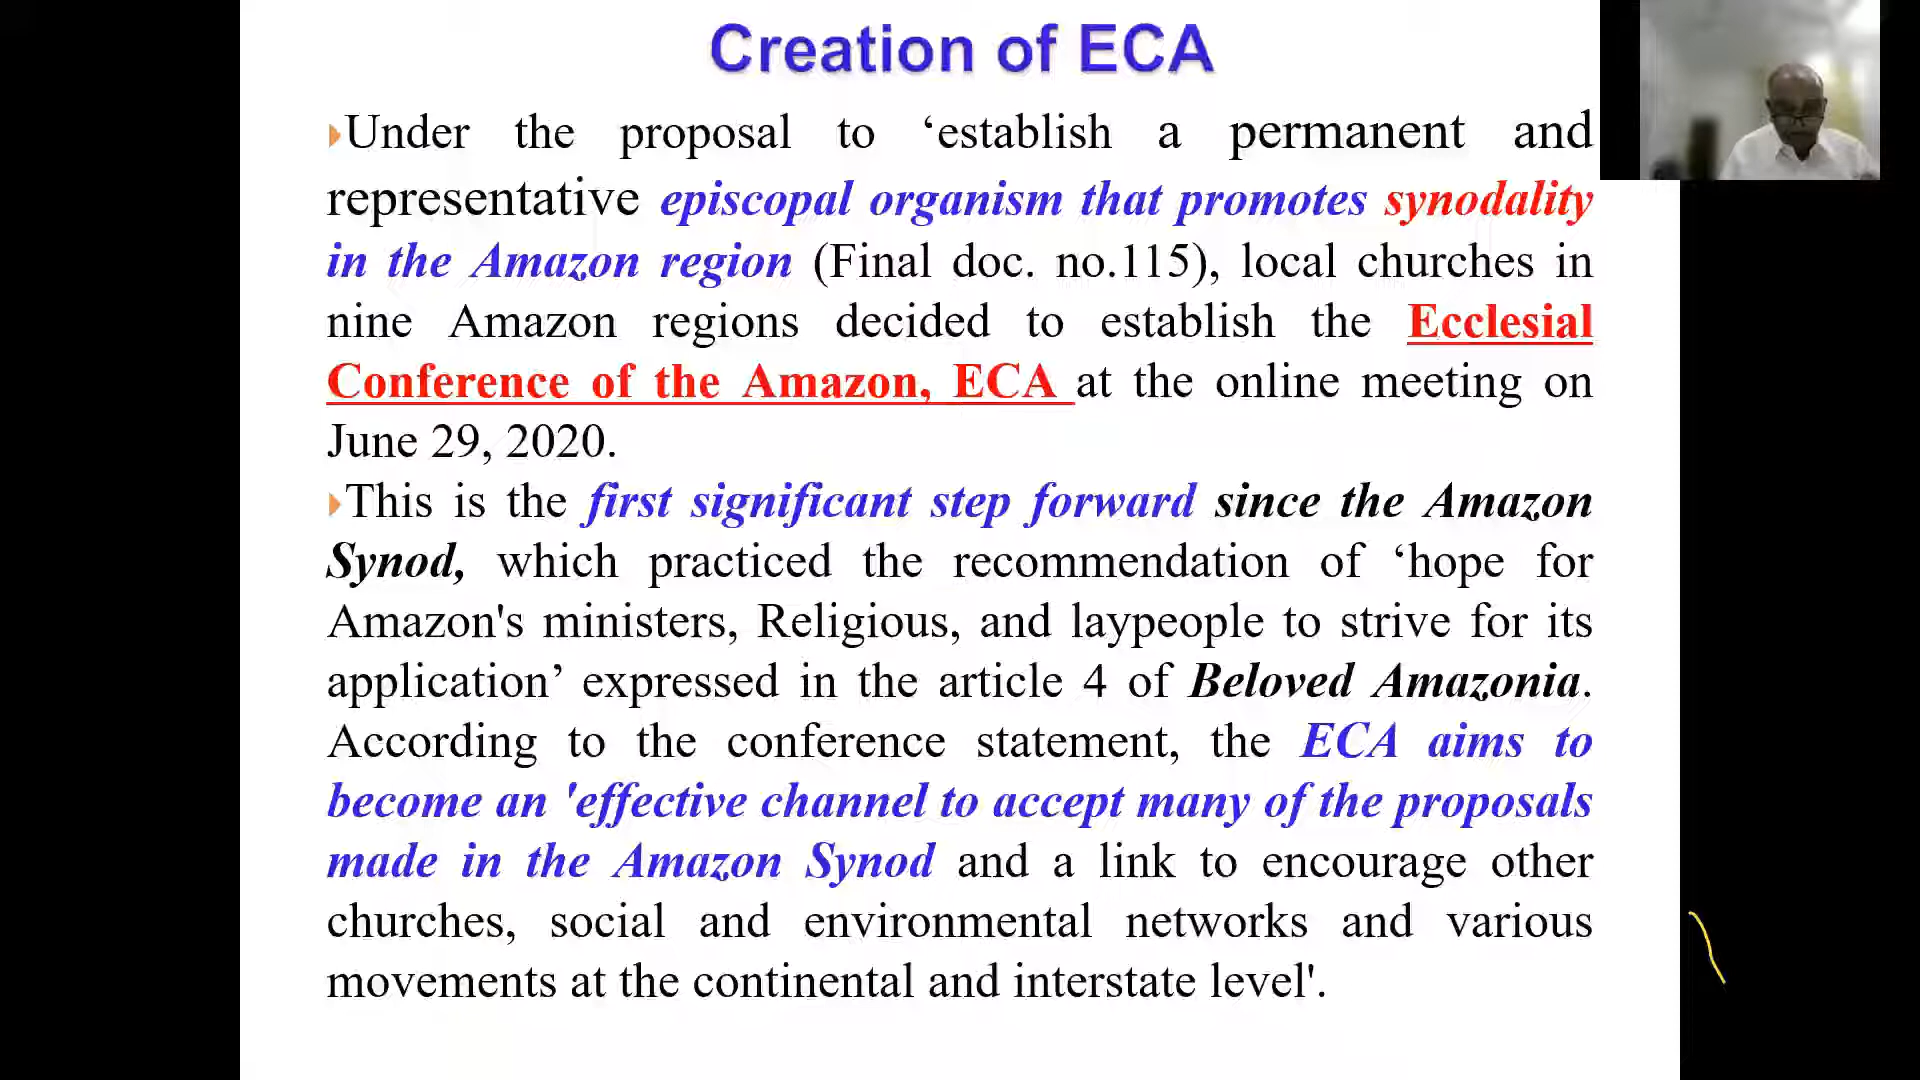 Creation of ECA
Under the proposal to ‘establish a permanent and
representative episcopal organism that promotes synodality
in the Amazon region (Final doc. no.115), local churches in
nine Amazon regions decided to establish the Ecclesial
Conference of the Amazon, ECA at the online meeting on
June 29, 2020.
This is the first significant step forward since the Amazon
Synod, which practiced the recommendation of ‘hope for
Amazon's ministers, Religious, and laypeople to strive for its
application’ expressed in the article 4 of Beloved Amazonia.
According to the conference statement, the ECA aims to
become an 'effective channel to accept many of the proposals
made in the Amazon Synod and a link to encourage other
churches, social and environmental networks and various
movements at the continental and interstate level'.